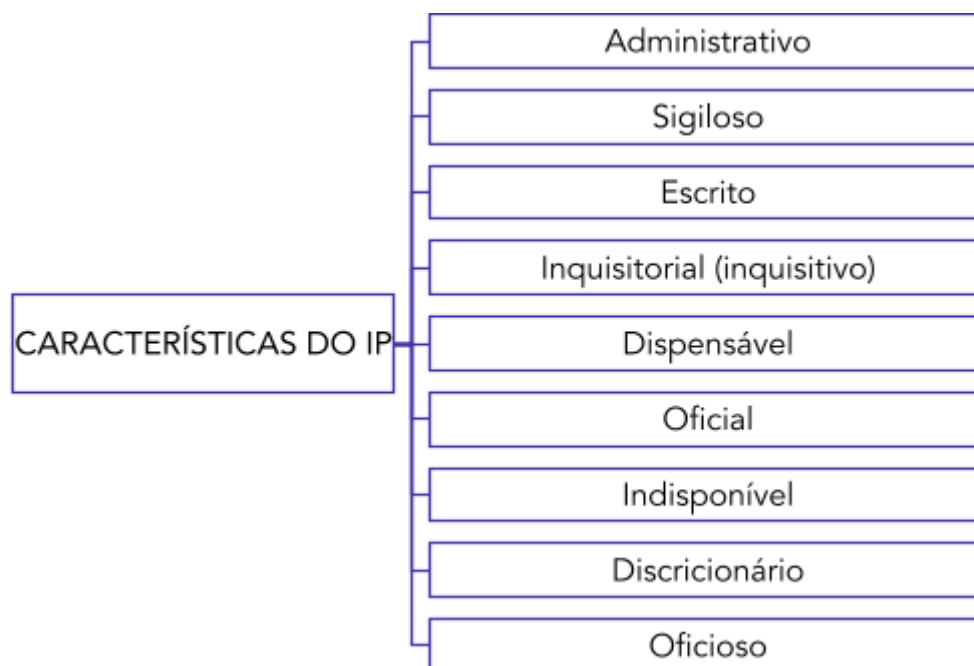 Administrativo
Sigiloso
Escrito
Inquisitorial (inquisitivo)
CARACTERÍSTICAS DO IP
Dispensável
Oficial
Indisponível
Discricionário
Oficioso